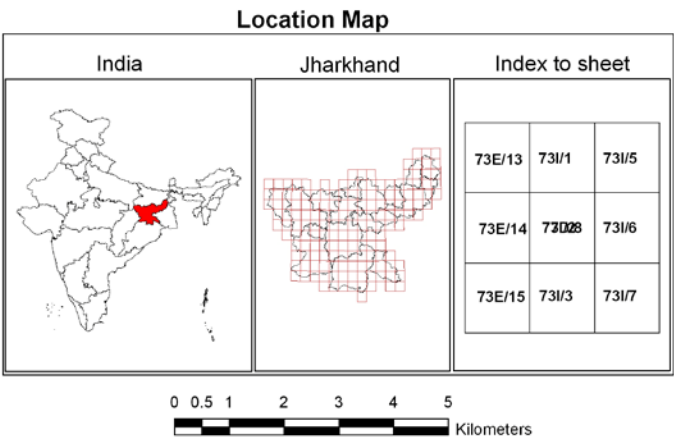 Location Map
India
Jharkhand
Index to sheet
73E/13 73I/1 73I/5
73E/14 73I/6
73E/15 73I/3 73I/7
0 0.5 1 2 3 4 5
Kilometers